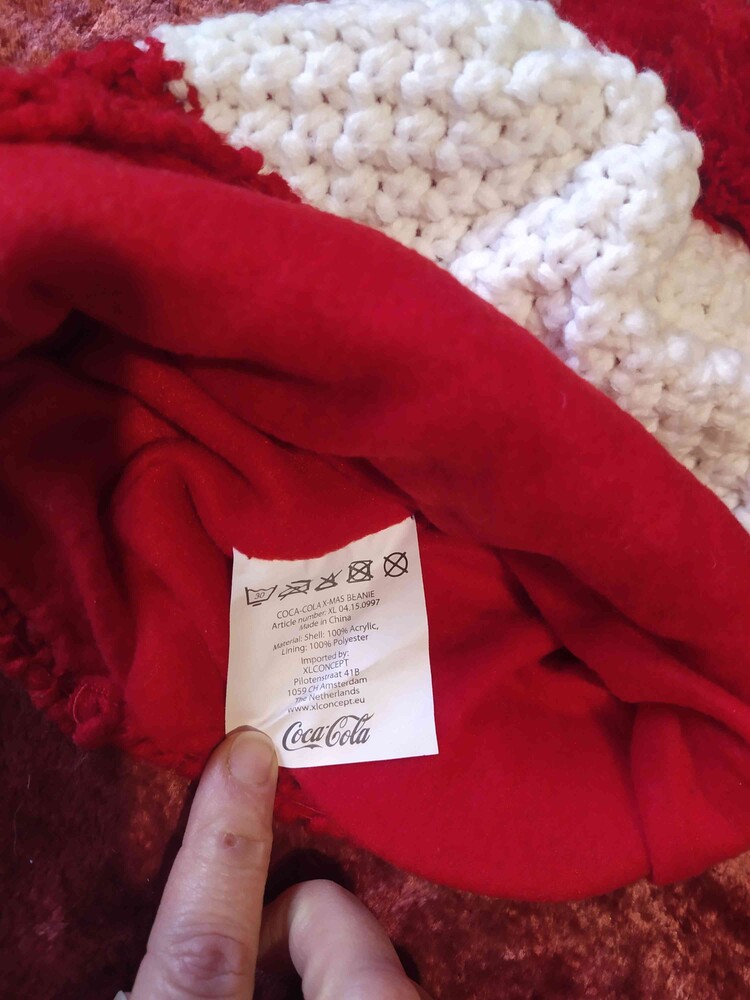 30
COCA-COLA X-MAS BEANIE
Article number: XL 04.15.0997
Made in China
Material: Shell: 100% Acrylic,
Lining: 100% Polyester
Imported by:
XLCONCEPT
Pilotenstraat 41B
1059 CH Amsterdam
The Netherlands
www.xlconcept.eu
Coca-Cola